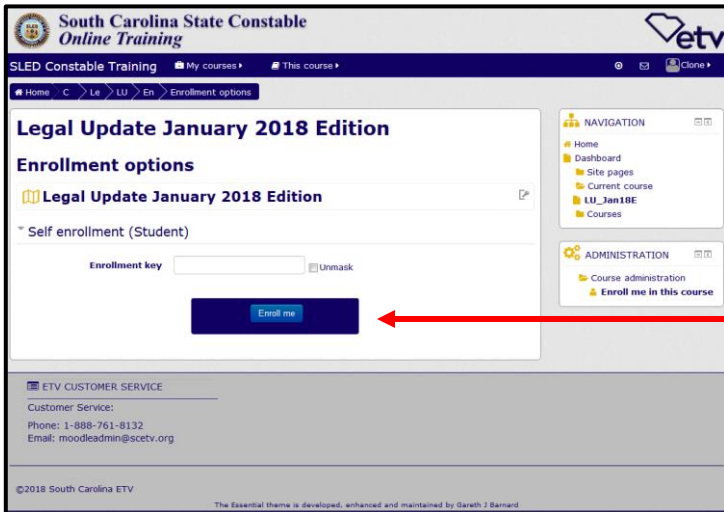 South Carolina State Constable
Online Training
etv
SLED Constable Training My courses This course Clone
Home C Le LU En Enrollment options
Legal Update January 2018 Edition
Enrollment options
Legal Update January 2018 Edition
Self enrollment (Student)
Enrollment key Unmask
Enroll me
NAVIGATION
Home
Dashboard
Site pages
Current course
LU_Jan18E
Courses
ADMINISTRATION
Course administration
Enroll me in this course
ETV CUSTOMER SERVICE
Customer Service:
Phone: 1-888-761-8132
Email: moodleadmin@scetv.org
©2018 South Carolina ETV
The Essential theme is developed, enhanced and maintained by Gareth J Barnard